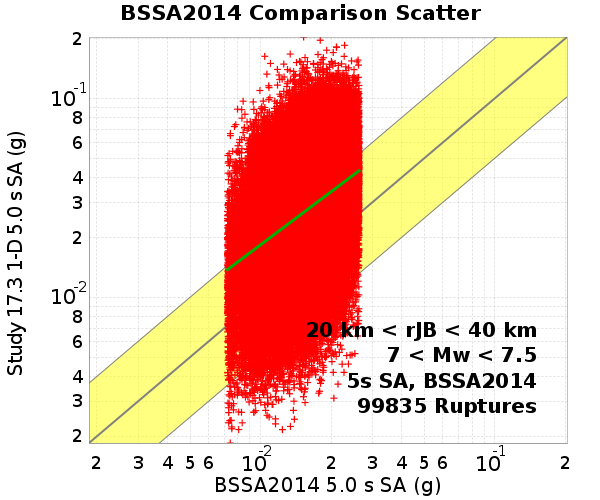 BSSA2014 Comparison Scatter
Study 17.3 1-D 5.0 s SA (g)
2
10-1
8
6
4
3
2
10-2
8
6
4
3
2
20 km < rJB < 40 km
7 < Mw < 7.5
5s SA, BSSA2014
99835 Ruptures
2 3 4 5 6 10-2 2 3 4 5 6 10-1 2
BSSA2014 5.0 s SA (g)